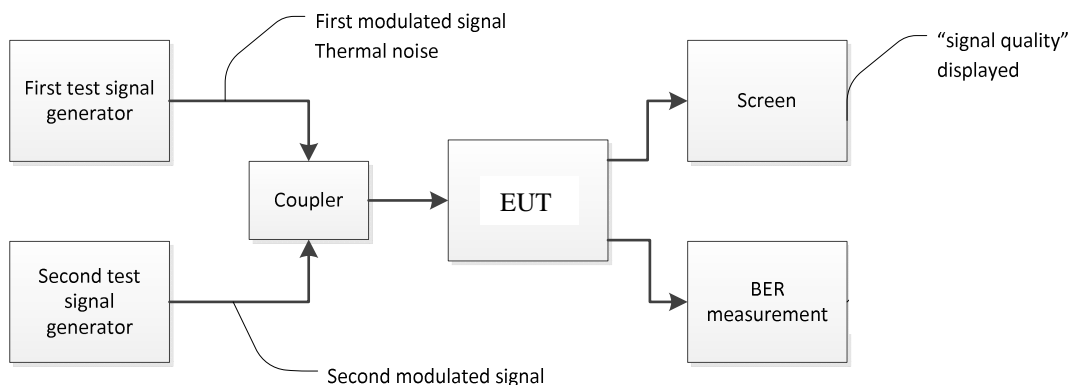 First modulated signal
Thermal noise
“signal quality”
displayed
First test signal
generator
Screen
Coupler
EUT
Second test
signal
generator
BER
measurement
Second modulated signal